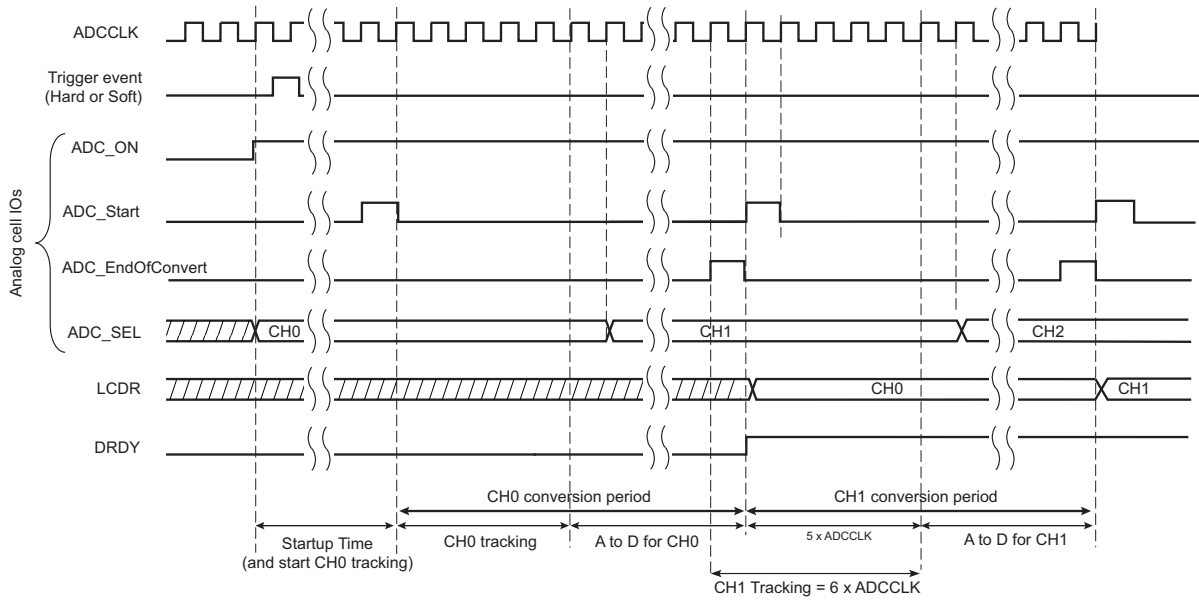 ADCCLK
Trigger event
(Hard or Soft)
Analog cell IOs
ADC_ON
ADC_Start
ADC_EndOfConvert
ADC_SEL
CH0
CH1
CH2
LCDR
CH0
CH1
DRDY
CH0 conversion period
CH1 conversion period
Startup Time
(and start CH0 tracking)
CH0 tracking
A to D for CH0
5 x ADCCLK
A to D for CH1
CH1 Tracking = 6 x ADCCLK